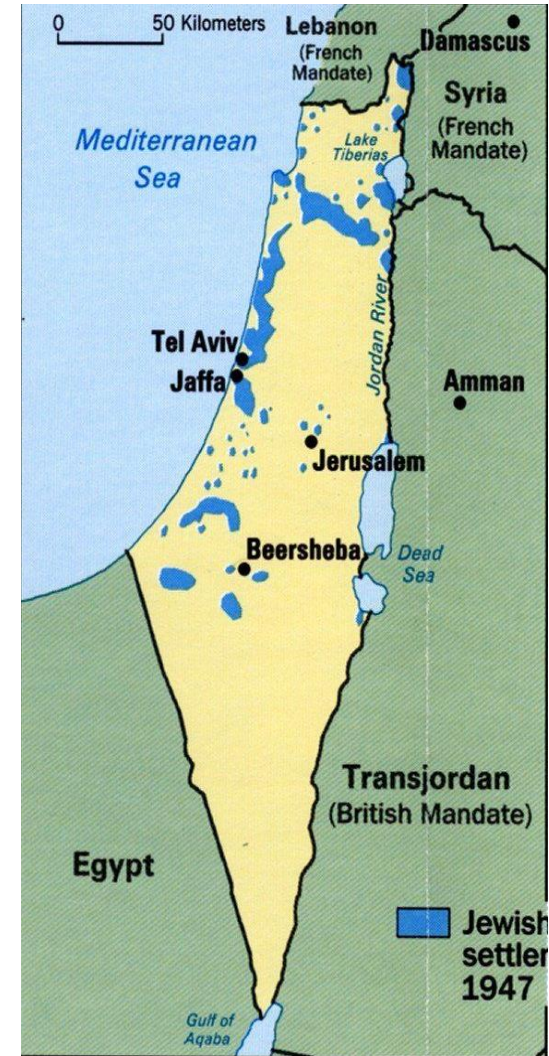 0 50 Kilometers
Lebanon
(French
Mandate)
Damascus
Syria
(French
Mandate)
Mediterranean
Sea
Lake
Tiberias
Jordan River
Tel Aviv
Jaffa
Amman
Jerusalem
Beersheba
Dead
Sea
Transjordan
(British Mandate)
Egypt
Jewish
settler
1947
Gulf of
Aqaba